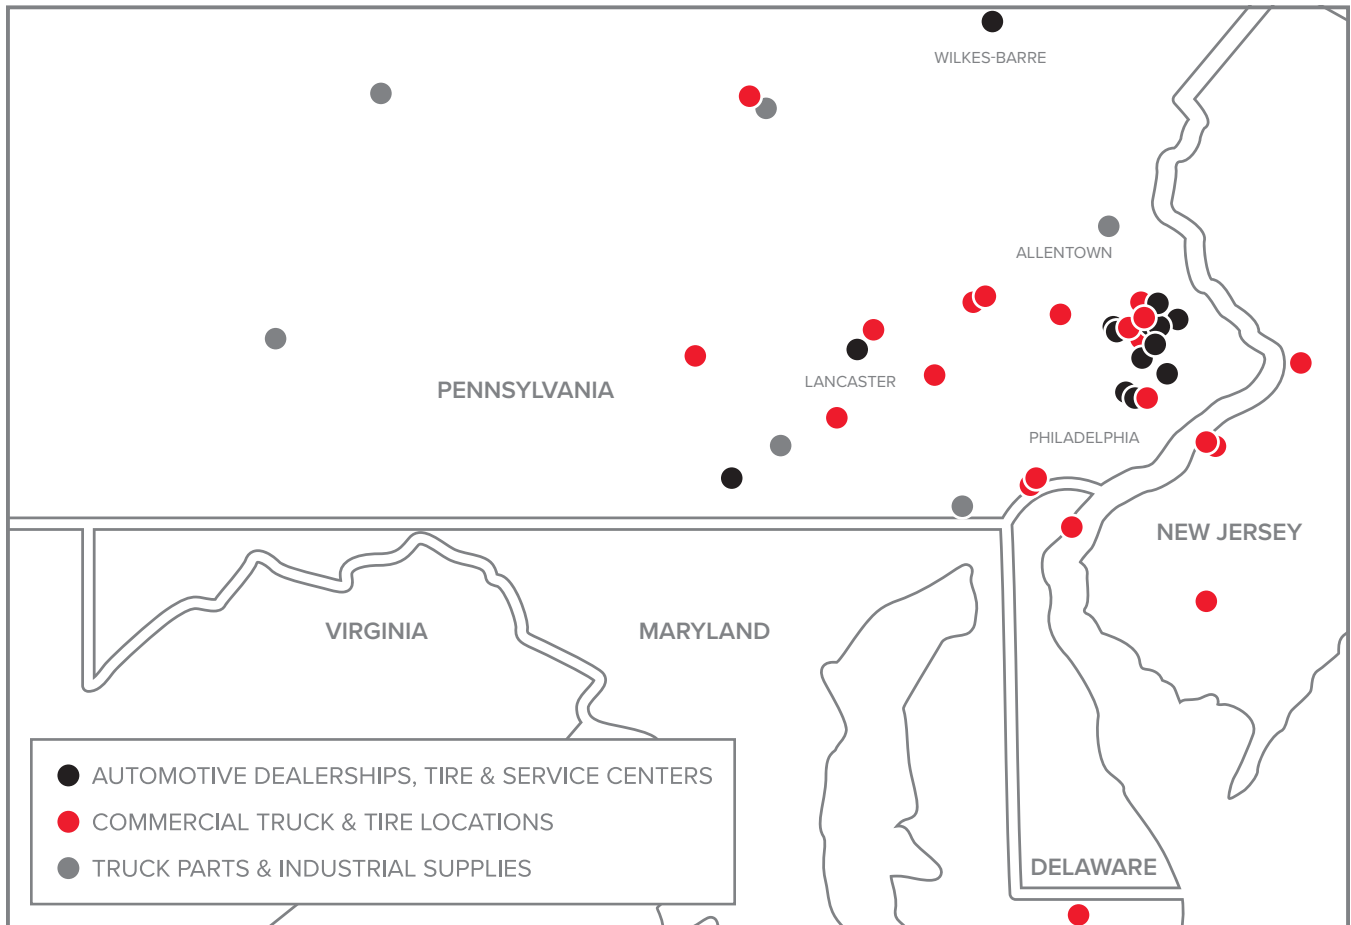 WILKES-BARRE
ALLENTOWN
PENNSYLVANIA
LANCASTER
PHILADELPHIA
NEW JERSEY
VIRGINIA
MARYLAND
AUTOMOTIVE DEALERSHIPS, TIRE & SERVICE CENTERS
COMMERCIAL TRUCK & TIRE LOCATIONS
TRUCK PARTS & INDUSTRIAL SUPPLIES
DELAWARE